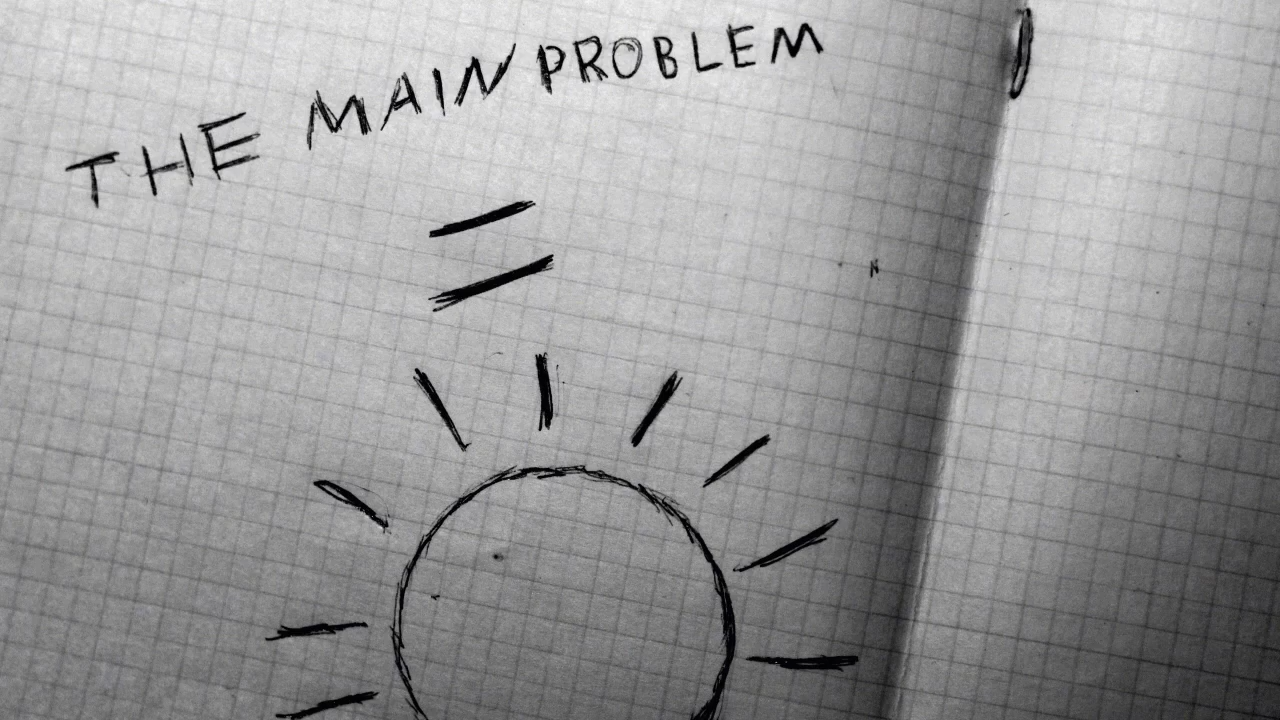 THE MAIN PROBLEM
=